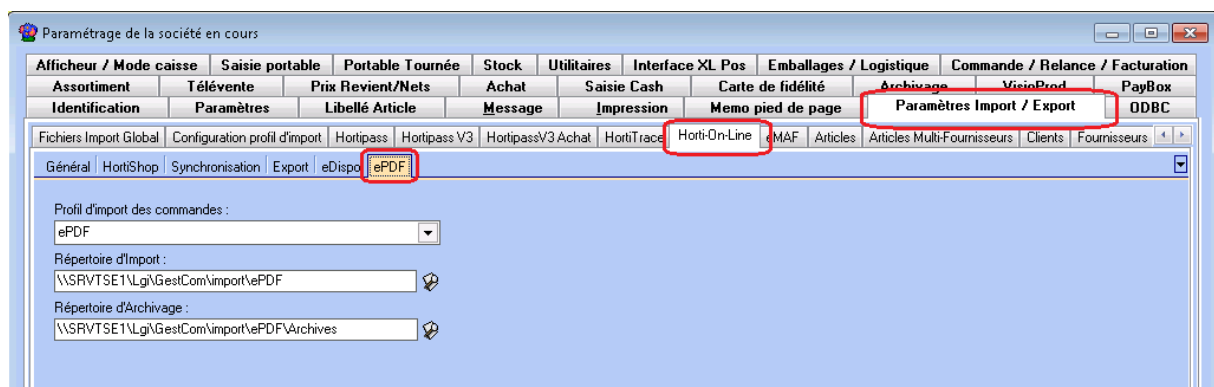 Paramétrage de la société en cours
Afficheur / Mode caisse Saisie portable Portable Tournée Stock Utilitaires Interface XL Pos Emballages / Logistique Commande / Relance / Facturation
Assortiment Télévente Prix Revient/Nets Achat Saisie Cash Carte de fidélité Archivage VisioProd PayBox
Identification Paramètres Libellé Article Message Impression Memo pied de page Paramètres Import / Export ODBC
Fichiers Import Global Configuration profil d'import Hortipass Hortipass V3 HortipassV3 Achat HortiTrace Horti-On-Line eMAF Articles Articles Multi-Fournisseurs Clients Fournisseurs
Général HortiShop Synchronisation Export eDispo ePDF
Profil d'import des commandes :
ePDF
Répertoire d'Import :
\\SRVTSE1\Lgi\GestCom\import\ePDF
Répertoire d'Archivage :
\\SRVTSE1\Lgi\GestCom\import\ePDF\Archives